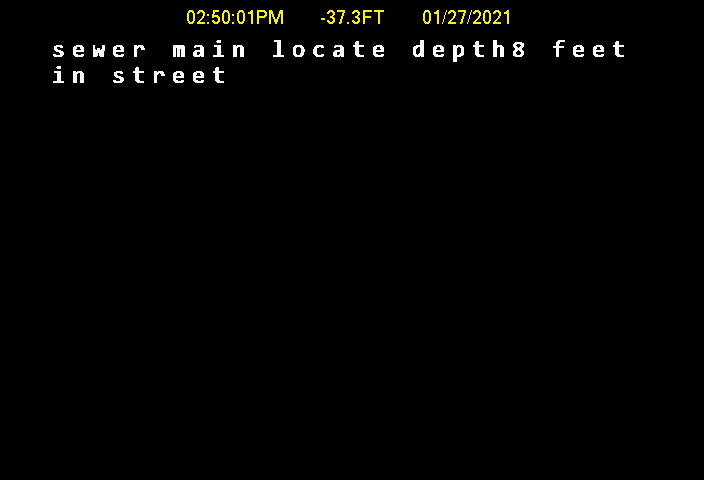 02:50:01PM -37.3FT 01/27/2021
sewer main locate depth8 feet
in street